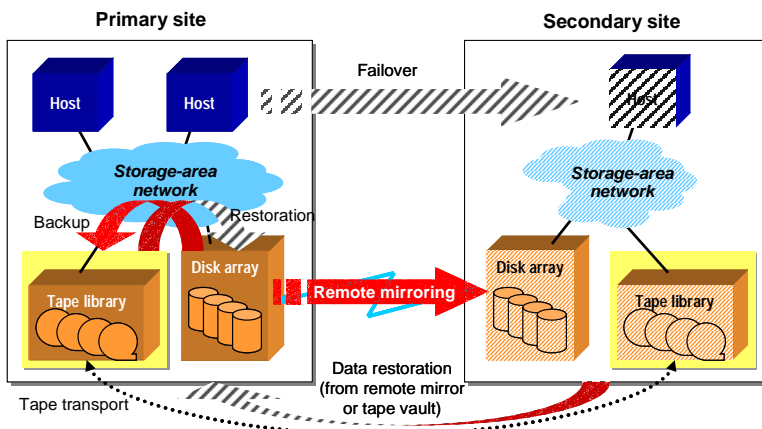 Primary site
Secondary site
Failover
Host
Host
Host
Storage-area
network
Storage-area
network
Backup
Restoration
Disk array
Disk array
Tape library
Remote mirroring
Tape library
Data restoration
(from remote mirror
or tape vault)
Tape transport